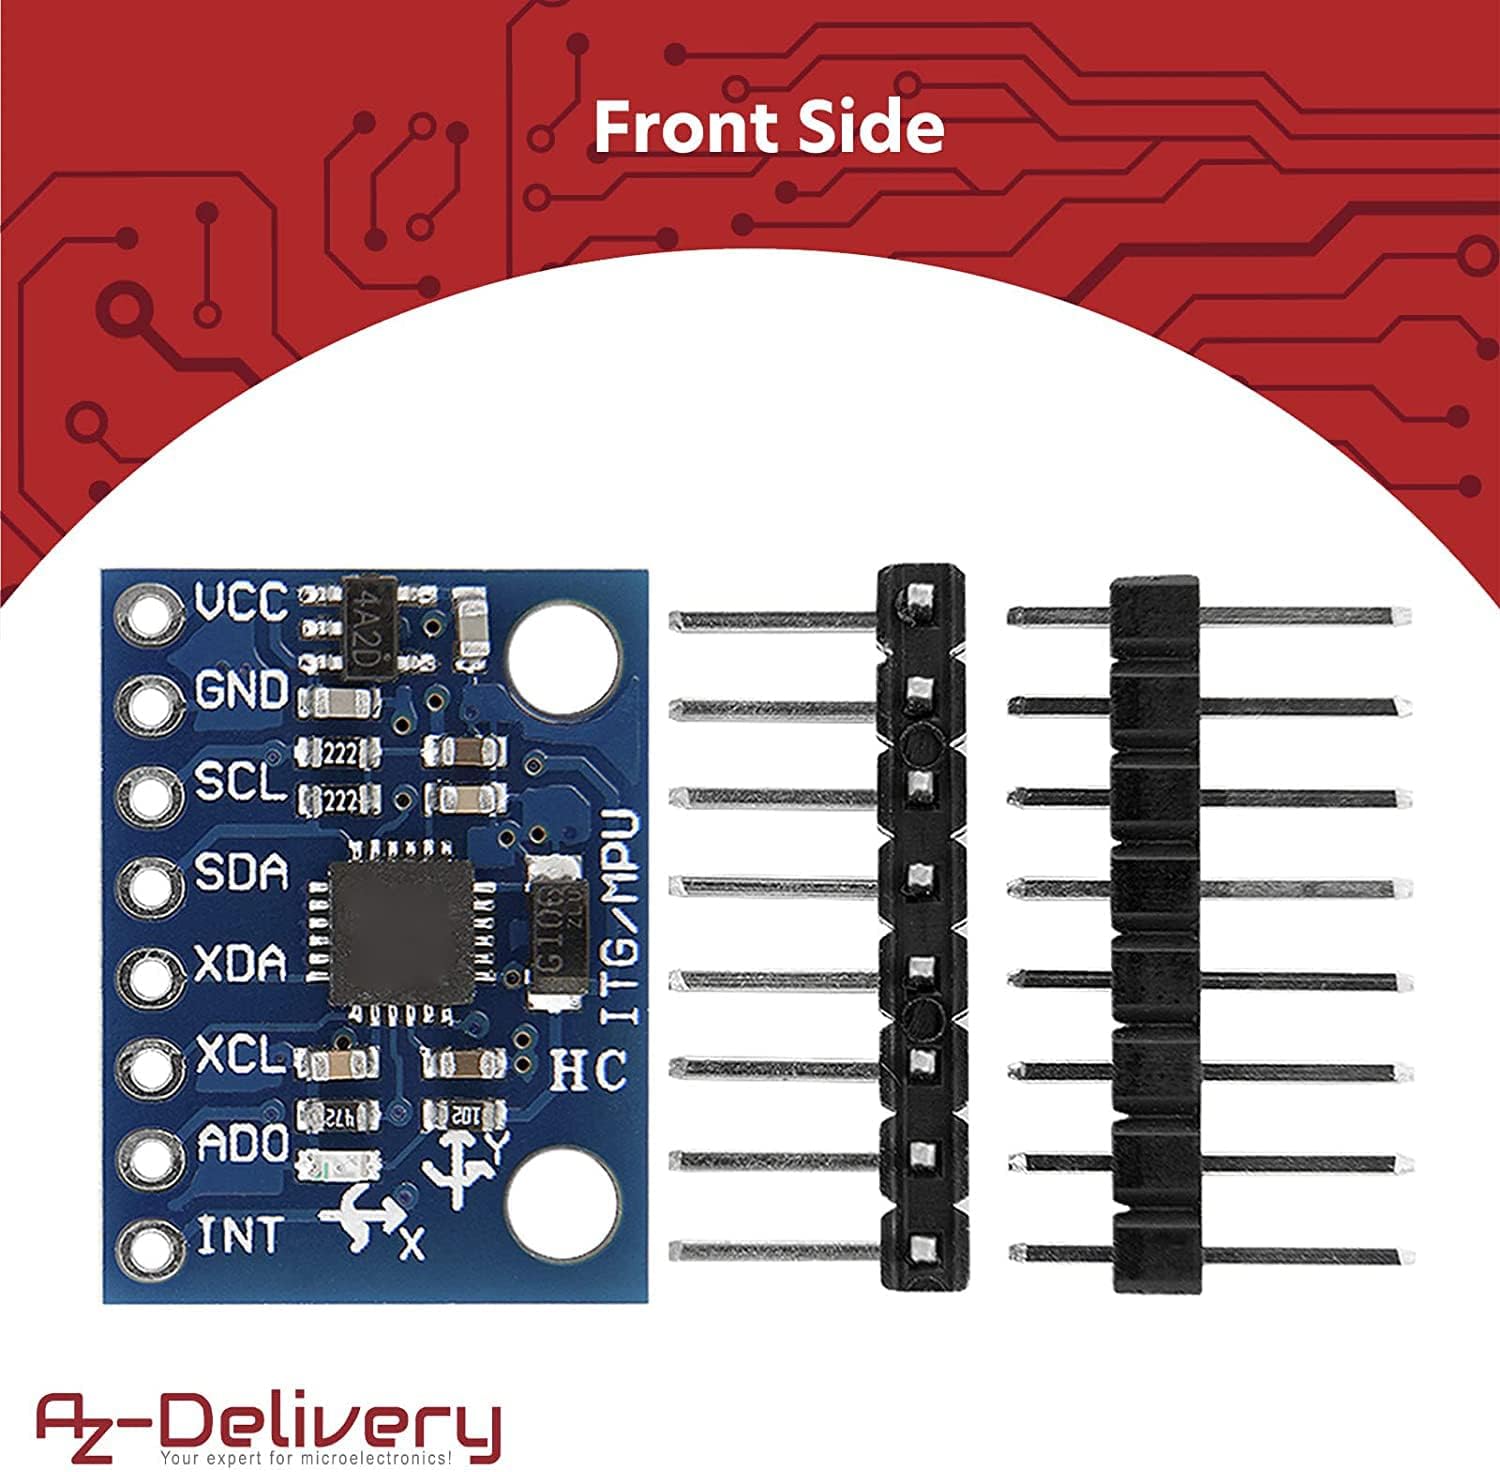 Front Side
VCC
GND
SCL
SDA
XDA
XCL
ADO
INT
4A2D
222
222
ITG/MPU
HC
472
102
Y
X
Az-Delivery
Your expert for microelectronics!